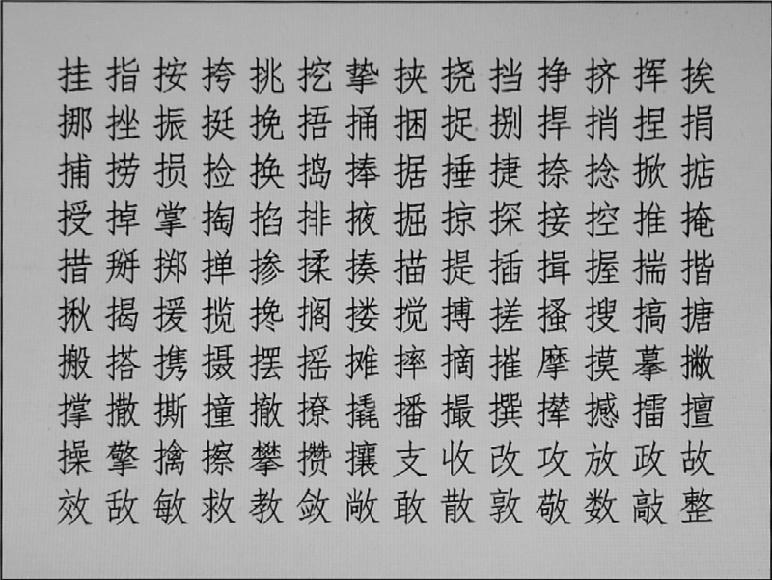 挂指按挎挑挖挚挟挠挡挣挤挥挨
挪挫振挺挽捂捅捆捉捌捍捎捏捐
捕捞损捡换捣捧据捶捷捺捻掀掂
授掉掌掏掐排掖掘掠探接控推掩
措掰掷掸掺揉揍描提插揖握揣揩
揪揭援揽搀搁搂搅搏搓搔搜搞搪
搬搭携摄摆摇摊摔摘摧摩摸摹撇
撑撒撕撞撤撩撬播撮撰撵撼擂擅
操擎擒擦攀攒攘支收改攻放政故
效敌敏救教敛敞敢散敦敬数敲整